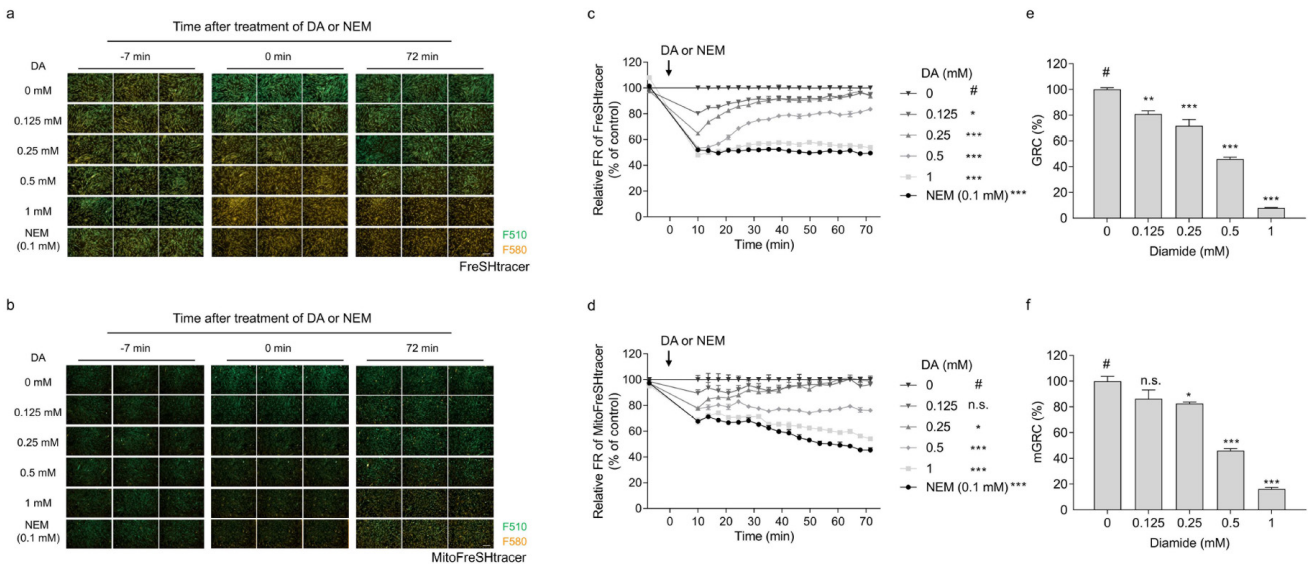 a
Time after treatment of DA or NEM
-7 min
0 min
72 min
DA
0 mM
0.125 mM
0.25 mM
0.5 mM
1 mM
NEM
(0.1 mM)
F510
F580
FreSHtracer
b
Time after treatment of DA or NEM
-7 min
0 min
72 min
DA
0 mM
0.125 mM
0.25 mM
0.5 mM
1 mM
NEM
(0.1 mM)
F510
F580
MitoFreSHtracer
c
DA or NEM
Relative FR of FreSHtracer
(% of control)
120
100
80
60
40
20
0
0 10 20 30 40 50 60 70
Time (min)
DA (mM)
0 #
0.125 *
0.25 ***
0.5 ***
1 ***
NEM (0.1 mM) ***
d
DA or NEM
Relative FR of MitoFreSHtracer
(% of control)
120
100
80
60
40
20
0
0 10 20 30 40 50 60 70
Time (min)
DA (mM)
0 #
0.125 n.s.
0.25 *
0.5 ***
1 ***
NEM (0.1 mM) ***
e
GRC (%)
120
100
80
60
40
20
0
#
**
***
***
***
0 0.125 0.25 0.5 1
Diamide (mM)
f
mGRC (%)
120
100
80
60
40
20
0
#
n.s.
*
***
***
0 0.125 0.25 0.5 1
Diamide (mM)